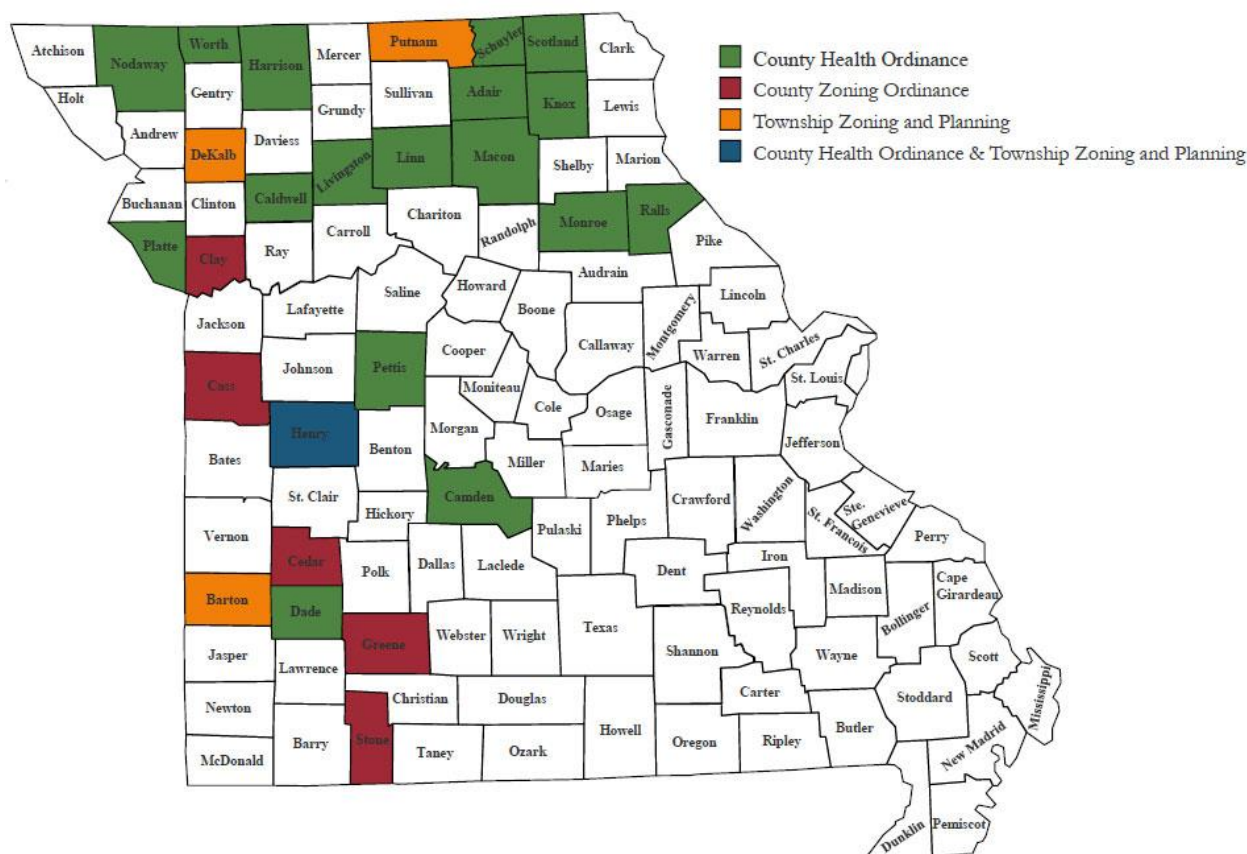 Atchison
Nodaway
Worth
Harrison
Mercer
Putnam
Schuyler
Scotland
Clark
Holt
Gentry
Sullivan
Adair
Knox
Lewis
Andrew
DeKalb
Daviess
Grundy
Livingston
Linn
Macon
Shelby
Marion
Buchanan
Clinton
Caldwell
Carroll
Chariton
Randolph
Monroe
Ralls
Platte
Clay
Ray
Audrain
Pike
Jackson
Lafayette
Saline
Howard
Boone
Callaway
Montgomery
Lincoln
Warren
St. Charles
St. Louis
Cass
Johnson
Pettis
Cooper
Moniteau
Cole
Osage
Gasconade
Franklin
Jefferson
Bates
Henry
Benton
Morgan
Miller
Maries
St. Clair
Hickory
Camden
Pulaski
Phelps
Crawford
Washington
St. Francois
Ste.
Genevieve
Perry
Vernon
Cedar
Polk
Dallas
Laclede
Dent
Iron
Madison
Bollinger
Cape
Girardeau
Barton
Dade
Greene
Webster
Wright
Texas
Reynolds
Shannon
Wayne
Scott
Mississippi
Jasper
Lawrence
Christian
Douglas
Howell
Carter
Stoddard
Newton
Barry
Stone
Taney
Ozark
Oregon
Ripley
Butler
New Madrid
McDonald
Dunklin
Pemiscot
County Health Ordinance
County Zoning Ordinance
Township Zoning and Planning
County Health Ordinance & Township Zoning and Planning